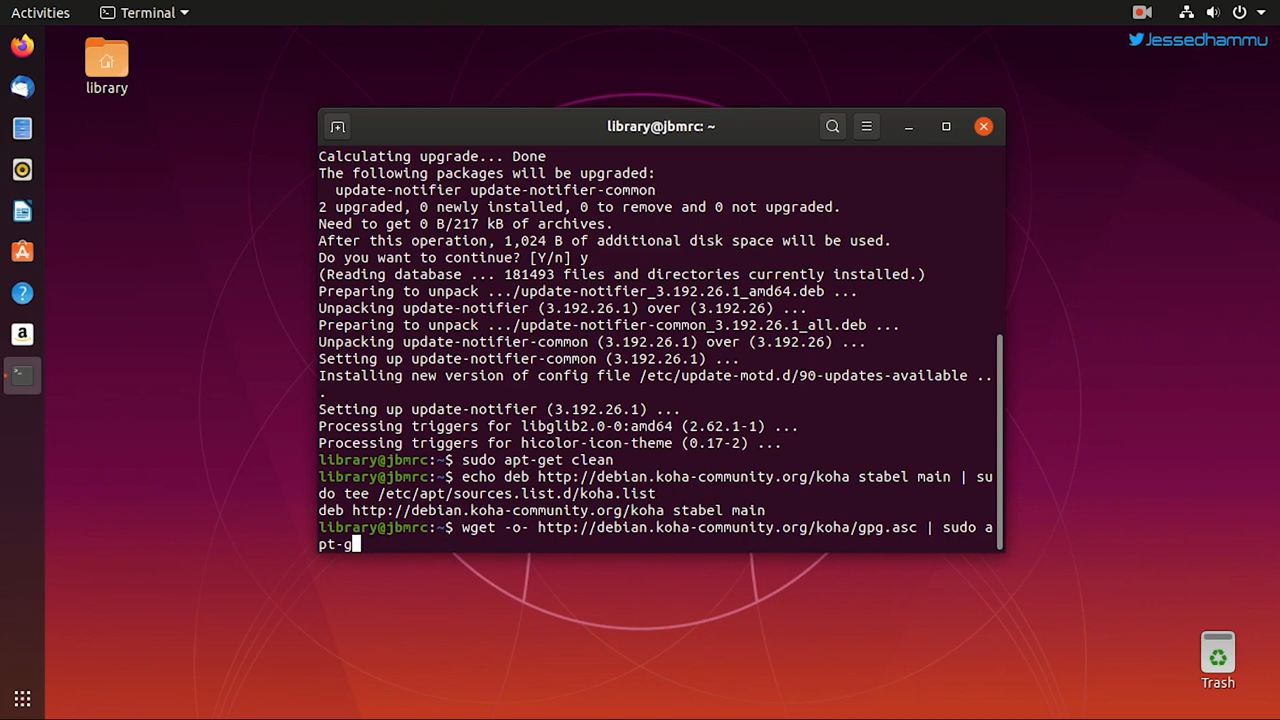 Activities
Terminal
Jessedhammu
library
library@jbmrc: ~
Calculating upgrade... Done
The following packages will be upgraded:
update-notifier update-notifier-common
2 upgraded, 0 newly installed, 0 to remove and 0 not upgraded.
Need to get 0 B/217 kB of archives.
After this operation, 1,024 B of additional disk space will be used.
Do you want to continue? [Y/n] y
(Reading database ... 181493 files and directories currently installed.)
Preparing to unpack .../update-notifier_3.192.26.1_amd64.deb ...
Unpacking update-notifier (3.192.26.1) over (3.192.26) ...
Preparing to unpack .../update-notifier-common_3.192.26.1_all.deb ...
Unpacking update-notifier-common (3.192.26.1) over (3.192.26) ...
Setting up update-notifier-common (3.192.26.1) ...
Installing new version of config file /etc/update-motd.d/90-updates-available ..
.
Setting up update-notifier (3.192.26.1) ...
Processing triggers for libglib2.0-0:amd64 (2.62.1-1) ...
Processing triggers for hicolor-icon-theme (0.17-2) ...
library@jbmrc:~$ sudo apt-get clean
library@jbmrc:~$ echo deb http://debian.koha-community.org/koha stabel main | su
do tee /etc/apt/sources.list.d/koha.list
deb http://debian.koha-community.org/koha stabel main
library@jbmrc:~$ wget -o- http://debian.koha-community.org/koha/gpg.asc | sudo a
pt-g
Trash